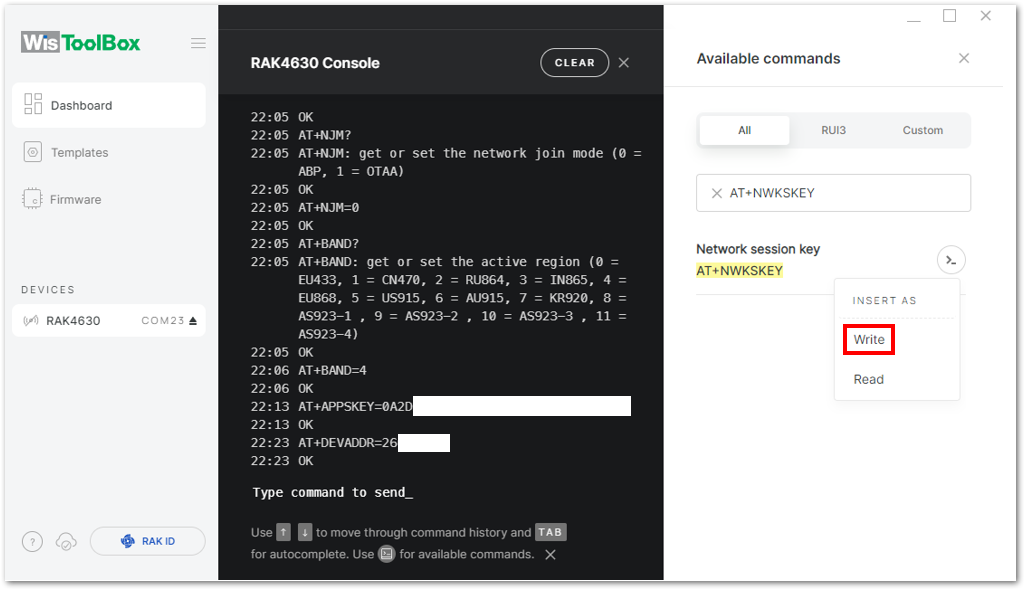 WisToolBox
Dashboard
Templates
Firmware
DEVICES
RAK4630 COM23
?
RAK ID
RAK4630 Console
CLEAR
22:05 OK
22:05 AT+NJM?
22:05 AT+NJM: get or set the network join mode (0 =
ABP, 1 = OTAA)
22:05 OK
22:05 AT+NJM=0
22:05 OK
22:05 AT+BAND?
22:05 AT+BAND: get or set the active region (0 =
EU433, 1 = CN470, 2 = RU864, 3 = IN865, 4 =
EU868, 5 = US915, 6 = AU915, 7 = KR920, 8 =
AS923-1 , 9 = AS923-2 , 10 = AS923-3 , 11 =
AS923-4)
22:05 OK
22:06 AT+BAND=4
22:06 OK
22:13 AT+APPSKEY=0A2D
22:13 OK
22:23 AT+DEVADDR=26
22:23 OK
Type command to send_
Use ↑ ↓ to move through command history and TAB
for autocomplete. Use for available commands.
Available commands
All RUI3 Custom
AT+NWKSKEY
Network session key
AT+NWKSKEY
INSERT AS
Write
Read